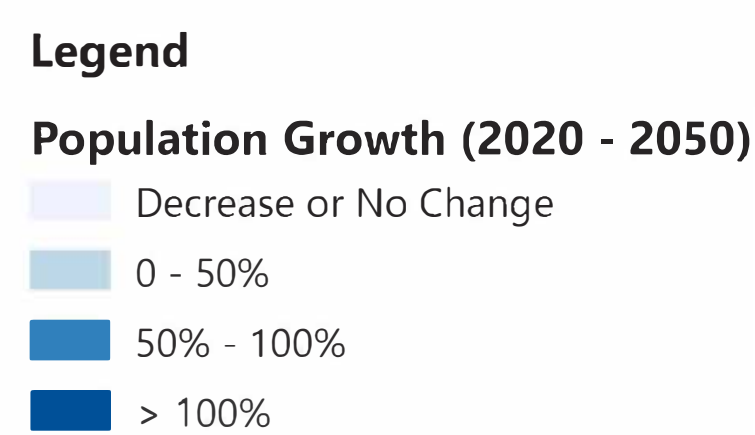 Legend
Population Growth (2020 - 2050)
Decrease or No Change
0 - 50%
50% - 100%
> 100%